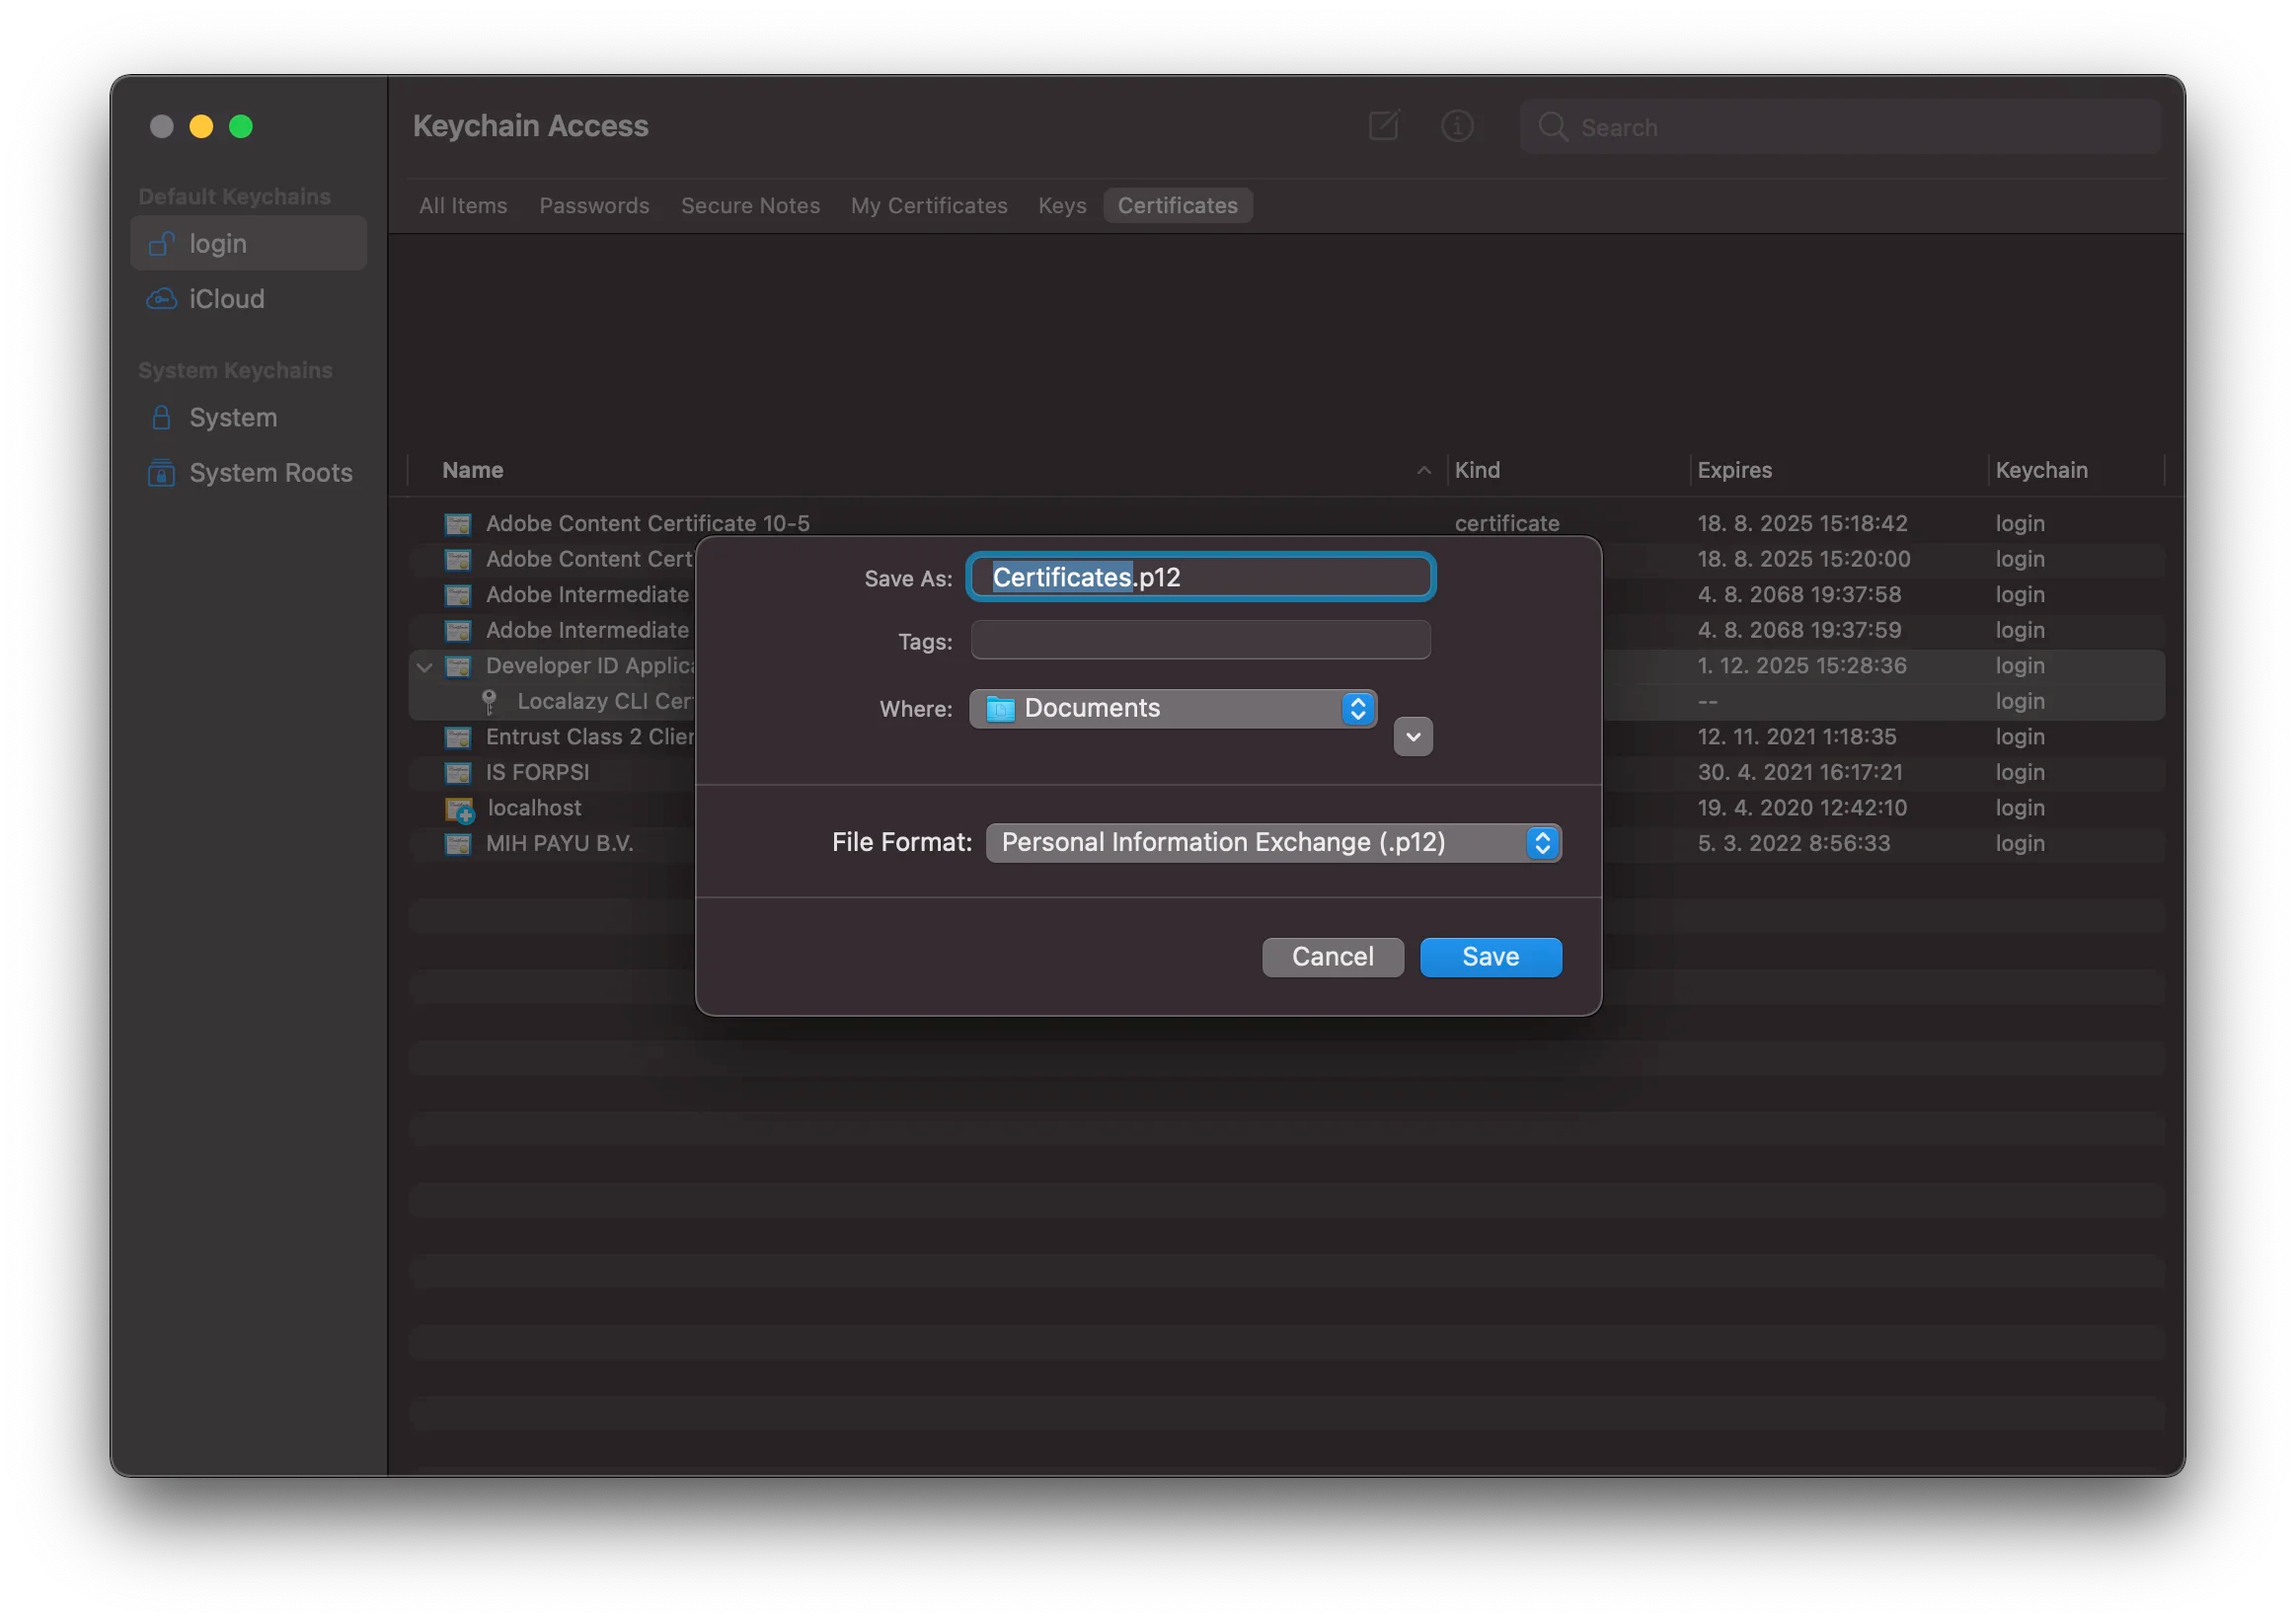 Keychain Access
Search
Default Keychains
login
iCloud
System Keychains
System
System Roots
All Items Passwords Secure Notes My Certificates Keys Certificates
Name Kind Expires Keychain
Adobe Content Certificate 10-5 certificate 18. 8. 2025 15:18:42 login
Adobe Content Cert 18. 8. 2025 15:20:00 login
Adobe Intermediate 4. 8. 2068 19:37:58 login
Adobe Intermediate 4. 8. 2068 19:37:59 login
Developer ID Applica 1. 12. 2025 15:28:36 login
Localazy CLI Cer -- login
Entrust Class 2 Clier 12. 11. 2021 1:18:35 login
IS FORPSI 30. 4. 2021 16:17:21 login
localhost 19. 4. 2020 12:42:10 login
MIH PAYU B.V. 5. 3. 2022 8:56:33 login
Save As: Certificates.p12
Tags:
Where: Documents
File Format: Personal Information Exchange (.p12)
Cancel Save